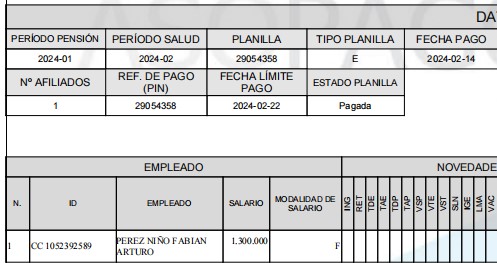 DA
PERÍODO PENSIÓN PERÍODO SALUD PLANILLA TIPO PLANILLA FECHA PAGO
2024-01 2024-02 29054358 E 2024-02-14
Nº AFILIADOS REF. DE PAGO (PIN) FECHA LÍMITE PAGO ESTADO PLANILLA
1 29054358 2024-02-22 Pagada
EMPLEADO NOVEDADE
N. ID EMPLEADO SALARIO MODALIDAD DE SALARIO ING RET TDE TAE TDP TAP VSP VTE VST SLN IGE LMA VAC
1 CC 1052392589 PEREZ NIÑO FABIAN ARTURO 1.300.000 F